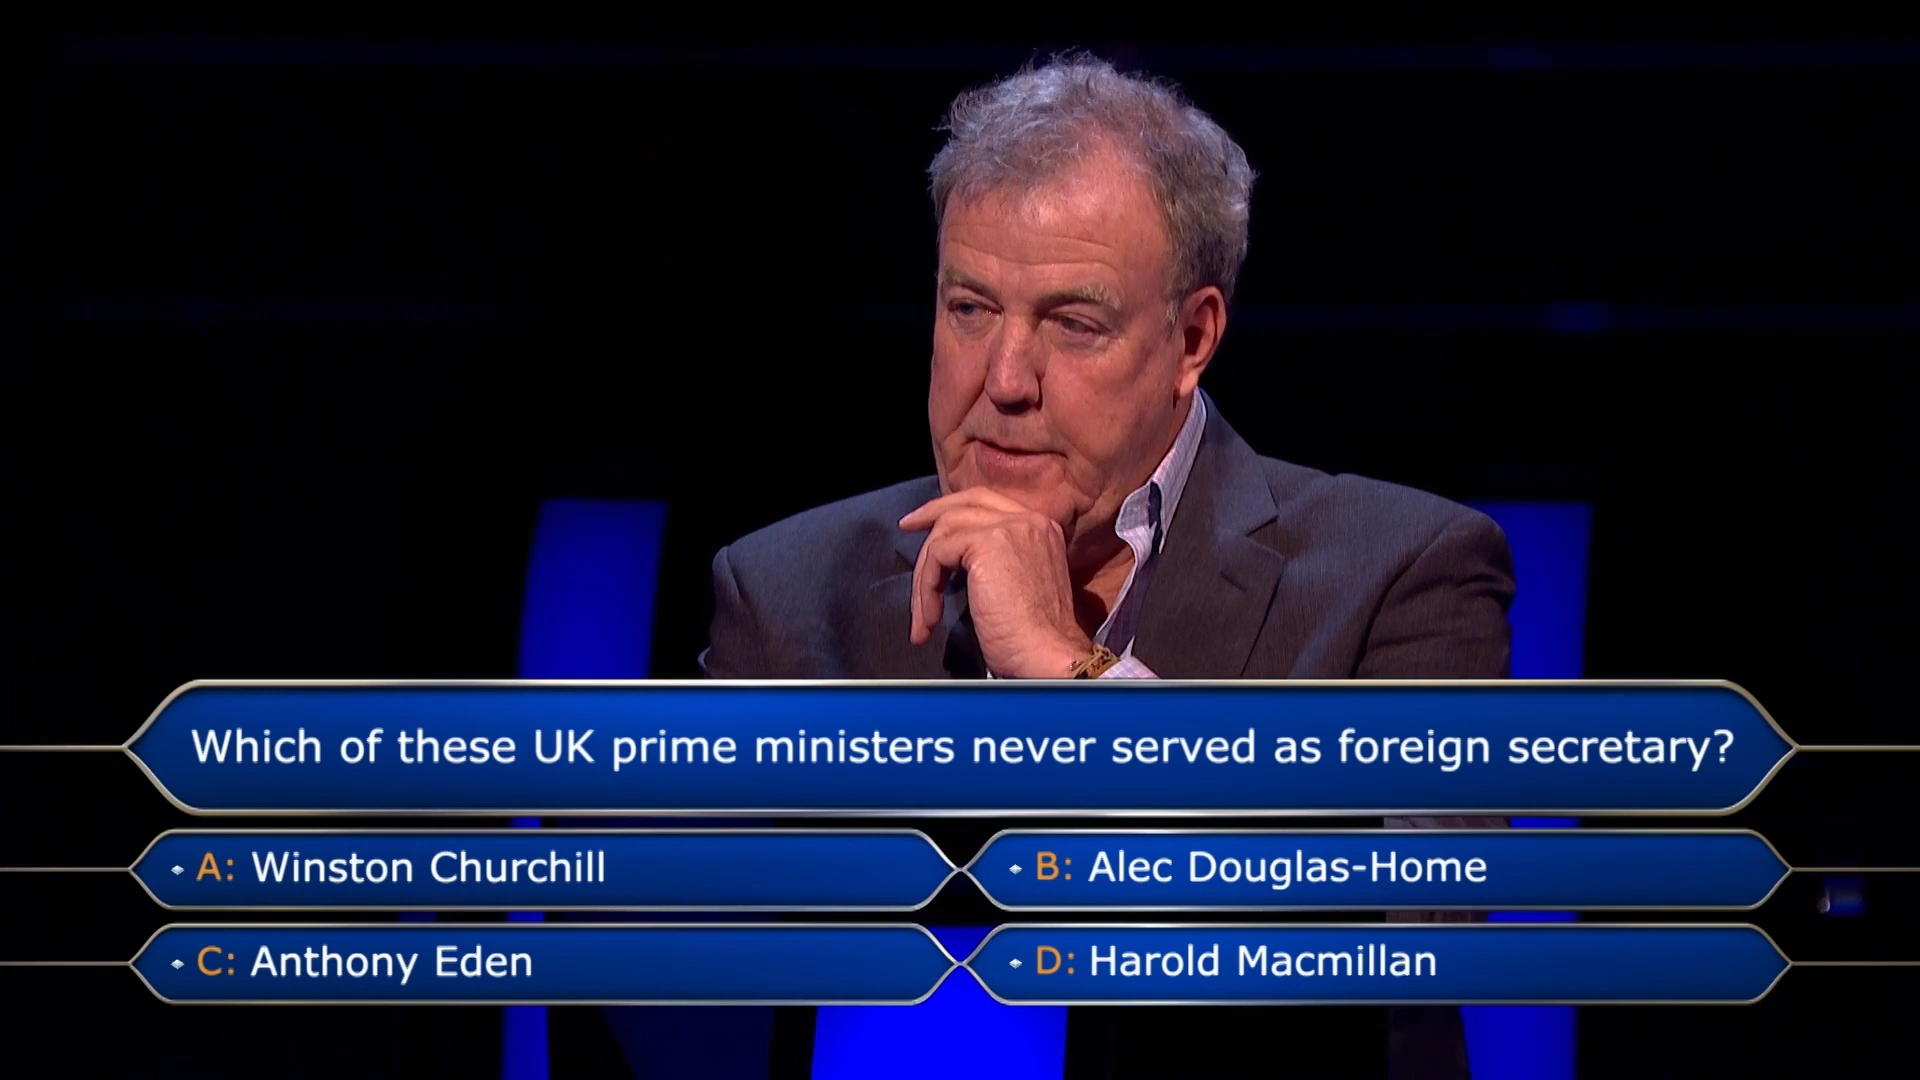 Which of these UK prime ministers never served as foreign secretary?
A: Winston Churchill
B: Alec Douglas-Home
C: Anthony Eden
D: Harold Macmillan